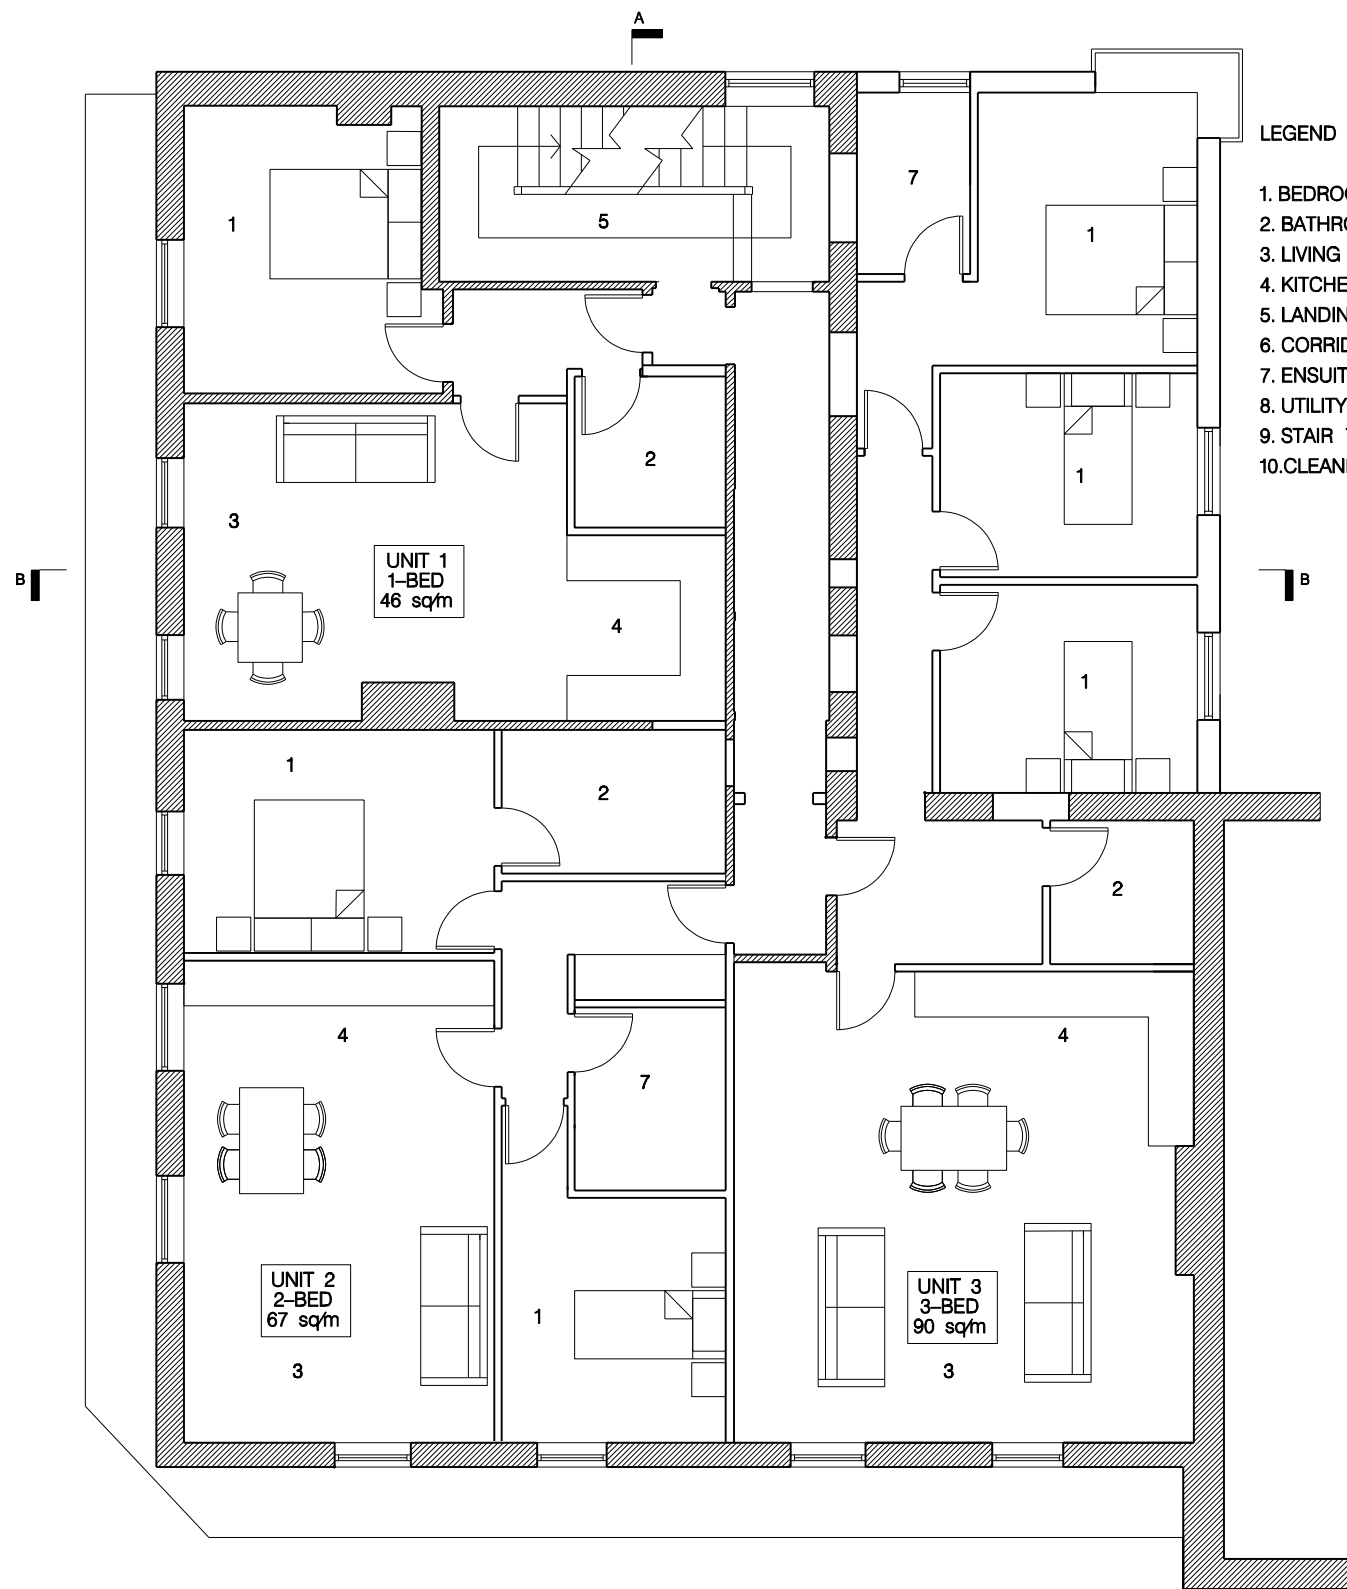 A
LEGEND
1. BEDROO
2. BATHRO
3. LIVING
4. KITCHE
5. LANDIN
6. CORRID
7. ENSUIT
8. UTILITY
9. STAIR
10.CLEAN
7
1
5
1
1
2
3
UNIT 1
1-BED
46 sq/m
B
B
4
1
1
2
2
4
4
7
UNIT 2
2-BED
67 sq/m
UNIT 3
3-BED
90 sq/m
1
3
3